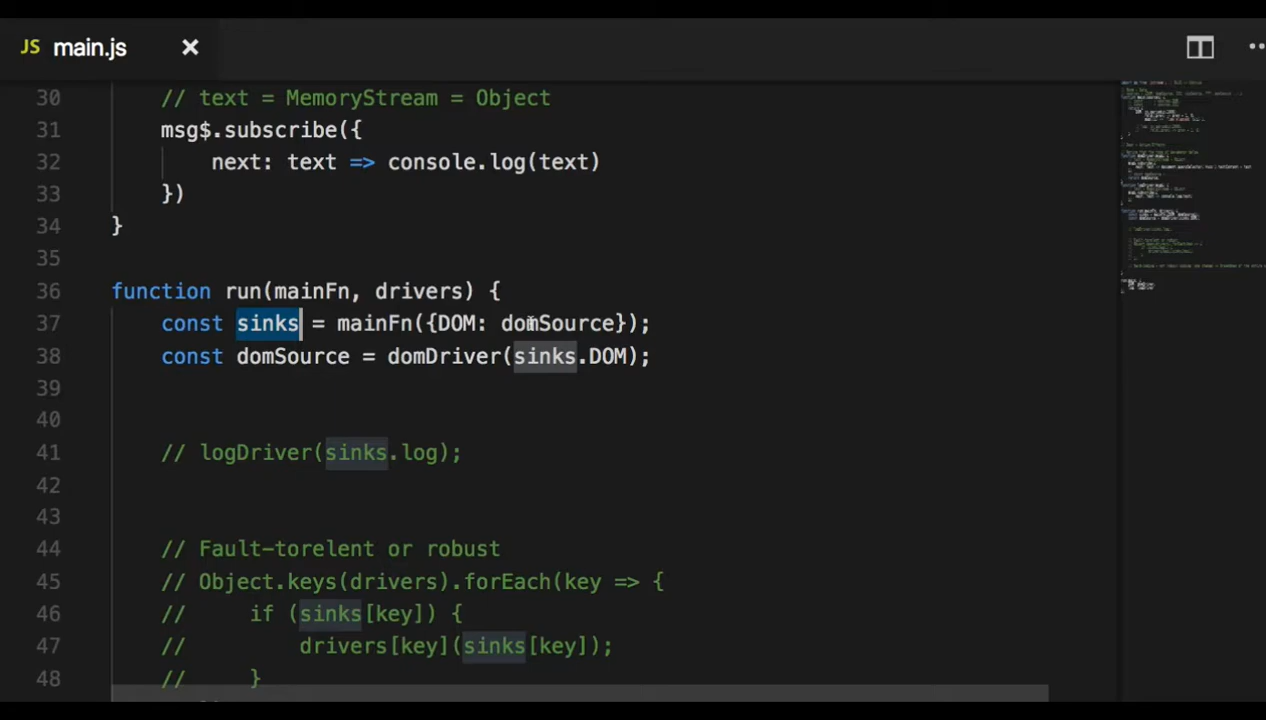 JS main.js ×
30 // text = MemoryStream = Object
31 msg$.subscribe({
32 next: text => console.log(text)
33 })
34 }
35
36 function run(mainFn, drivers) {
37 const sinks = mainFn({DOM: domSource});
38 const domSource = domDriver(sinks.DOM);
39
40
41 // logDriver(sinks.log);
42
43
44 // Fault-torelent or robust
45 // Object.keys(drivers).forEach(key => {
46 // if (sinks[key]) {
47 // drivers[key](sinks[key]);
48 // }